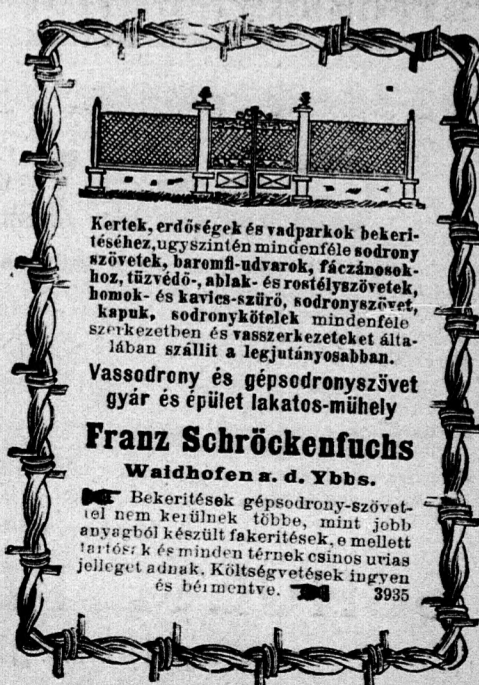 Kertek, erdőségek és vadparkok bekeri-
téséhez, ugyszintén mindenféle sodrony
szövetek, baromfi-udvarok, fáczánosok-
hoz, tüzvédő-, ablak- és rostélyszövetek,
homok- és kavics-szürö, sodronyszövet,
kapuk, sodronykötelek mindenféle
szerkezetben és vasszerkezeteket álta-
lában szállit a legjutányosabban.
Vassodrony és gépsodronyszövet
gyár és épület lakatos-mühely
Franz Schröckenfuchs
Waidhofen a. d. Ybbs.
Bekeritések gépsodrony-szövet-
tel nem kerülnek többe, mint jobb
anyagból készült fakeritések, e mellett
tartósak és minden térnek csinos urias
jelleget adnak. Költségvetések ingyen
és bérmentve. 3935